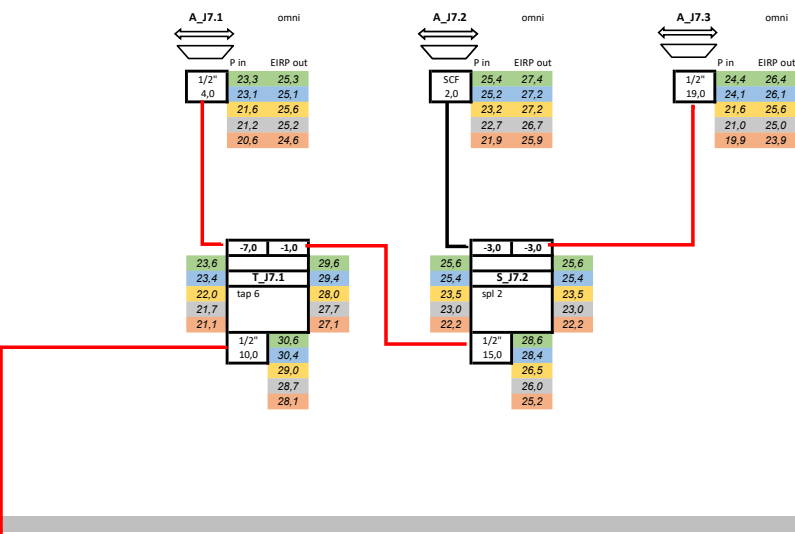 A_J7.1 omni A_J7.2 omni A_J7.3 omni
P in EIRP out P in EIRP out P in EIRP out
1/2" 23,3 25,3 SCF 25,4 27,4 1/2" 24,4 26,4
4,0 23,1 25,1 2,0 25,2 27,2 19,0 24,1 26,1
21,6 25,6 23,2 27,2 21,6 25,6
21,2 25,2 22,7 26,7 21,0 25,0
20,6 24,6 21,9 25,9 19,9 23,9
-7,0 -1,0 -3,0 -3,0
23,6 29,6 25,6 25,6
23,4 T_J7.1 29,4 25,4 S_J7.2 25,4
22,0 tap 6 28,0 23,5 spl 2 23,5
21,7 27,7 23,0 23,0
21,1 27,1 22,2 22,2
1/2" 30,6 1/2" 28,6
10,0 30,4 15,0 28,4
29,0 26,5
28,7 26,0
28,1 25,2